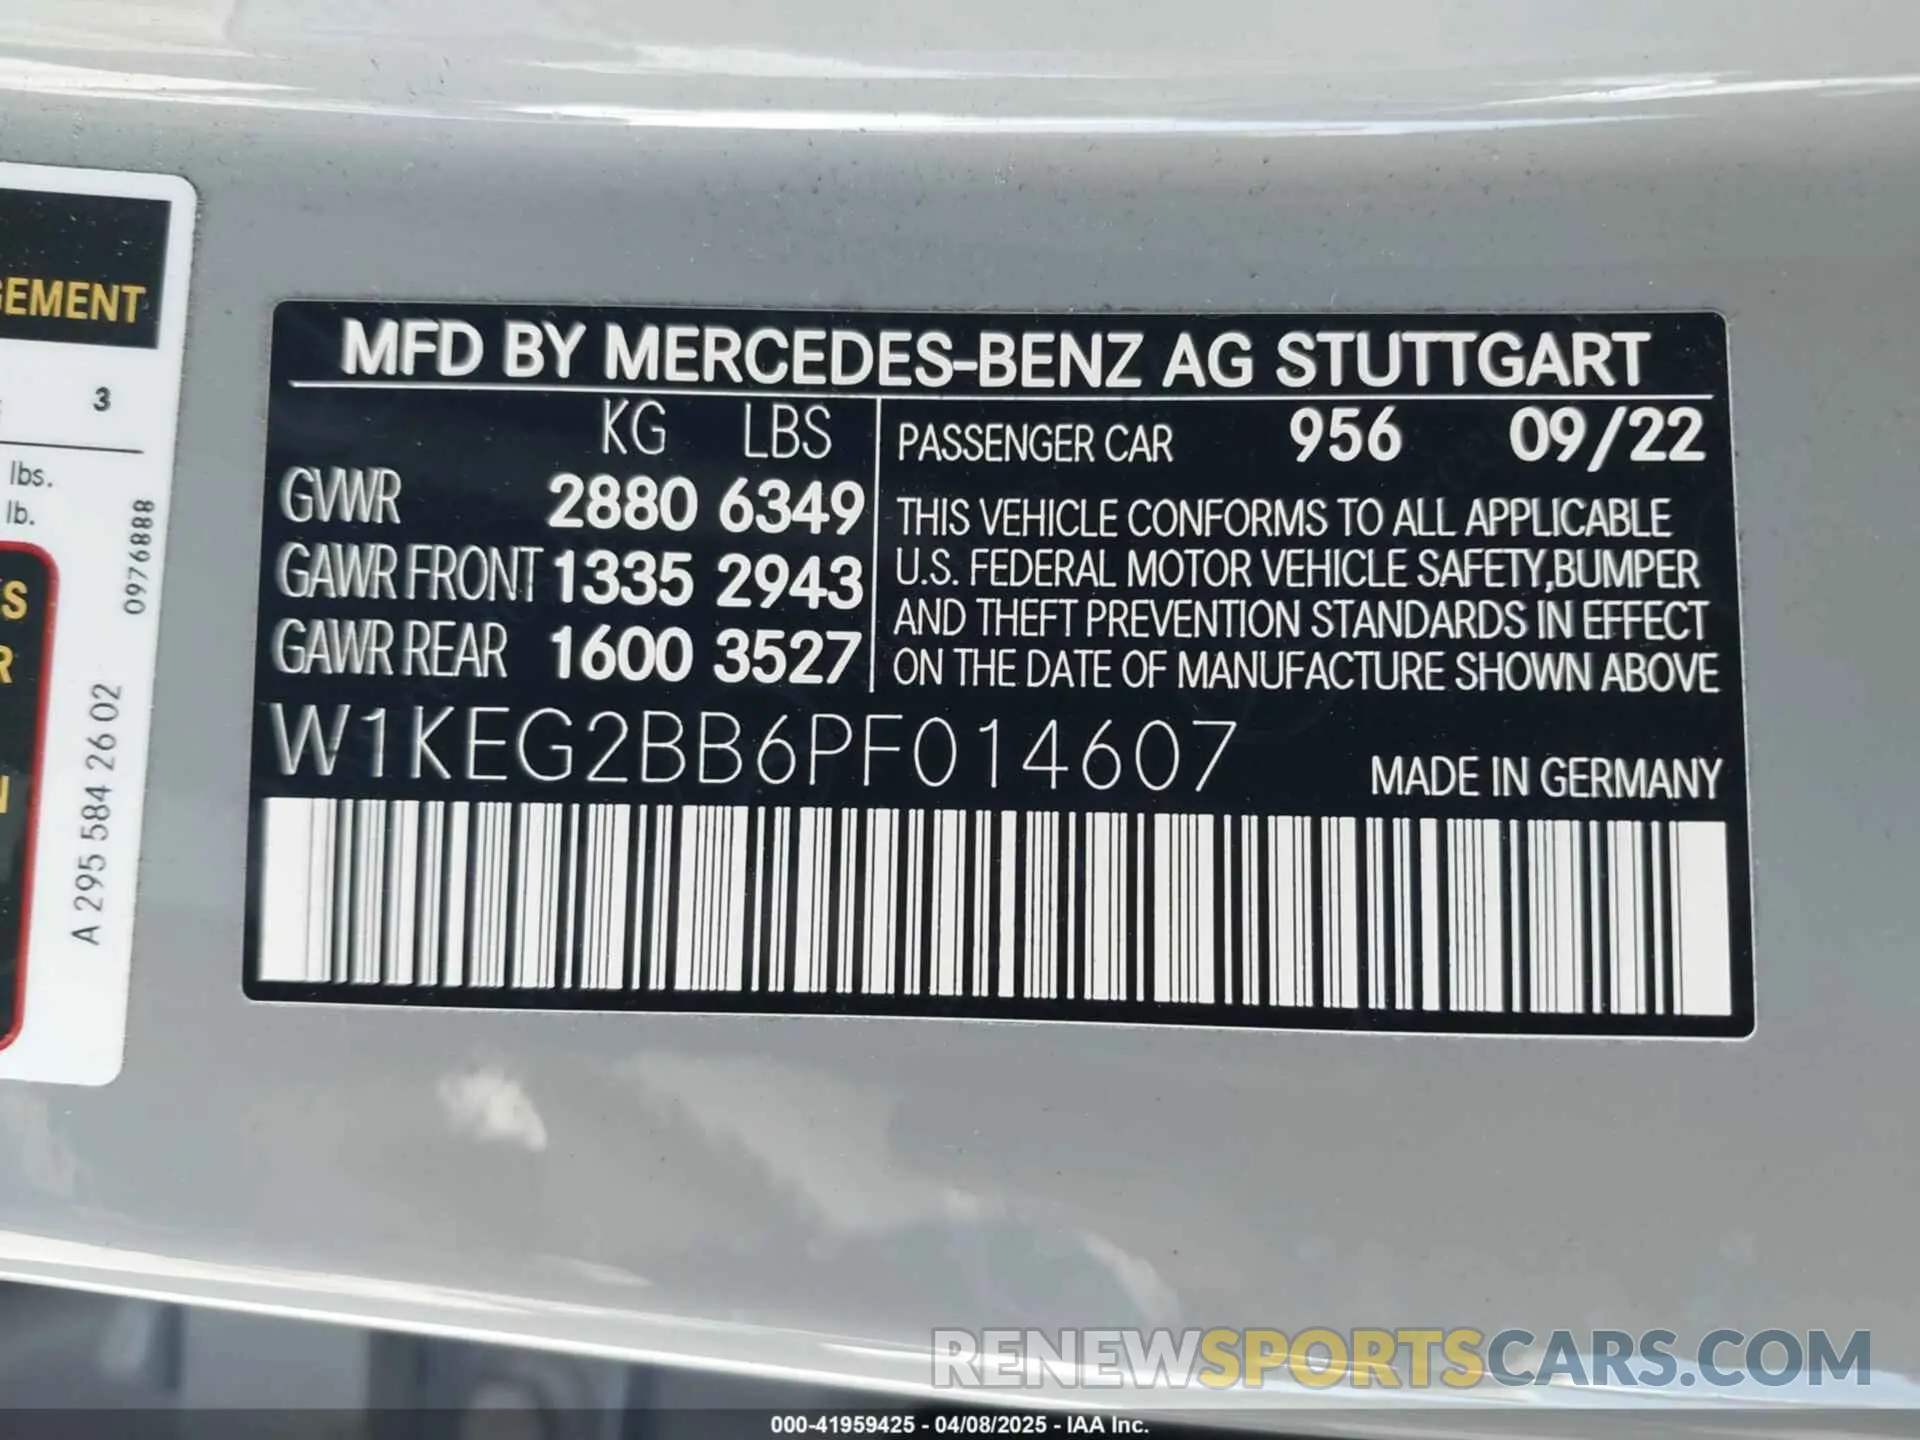 GEMENT
3
lbs.
lb.
0976888
A 295 584 26 02
S
R
N
MFD BY MERCEDES-BENZ AG STUTTGART
KG LBS
GVWR 2880 6349
GAWR FRONT 1335 2943
GAWR REAR 1600 3527
PASSENGER CAR 956 09/22
THIS VEHICLE CONFORMS TO ALL APPLICABLE
U.S. FEDERAL MOTOR VEHICLE SAFETY,BUMPER
AND THEFT PREVENTION STANDARDS IN EFFECT
ON THE DATE OF MANUFACTURE SHOWN ABOVE
W1KEG2BB6PF014607
MADE IN GERMANY
RENEWSPORTSCARS.COM
000-41959425 - 04/08/2025 - IAA Inc.